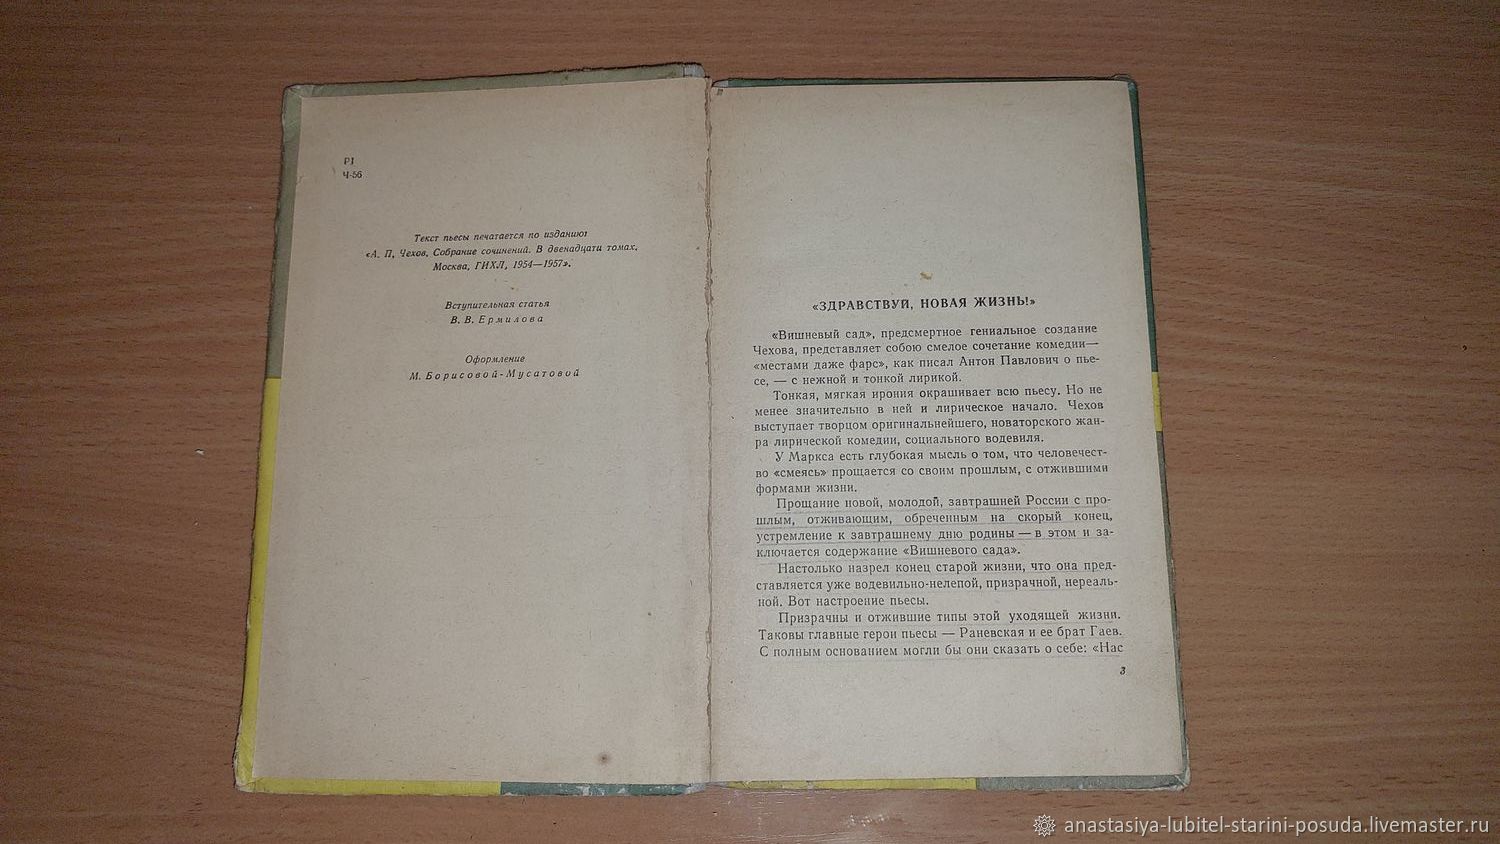 Р1
Ч-56
Текст пьесы печатается по изданию:
«А. П. Чехов, Собрание сочинений. В двенадцати томах.
Москва, ГИХЛ, 1954—1957».
Вступительная статья
В. В. Ермилова
Оформление
М. Борисовой-Мусатовой
«ЗДРАВСТВУЙ, НОВАЯ ЖИЗНЬ!»
«Вишневый сад», предсмертное гениальное создание
Чехова, представляет собою смелое сочетание комедии—
«местами даже фарс», как писал Антон Павлович о пье-
се, — с нежной и тонкой лирикой.
Тонкая, мягкая ирония окрашивает всю пьесу. Но не
менее значительно в ней и лирическое начало. Чехов
выступает творцом оригинальнейшего, новаторского жан-
ра лирической комедии, социального водевиля.
У Маркса есть глубокая мысль о том, что человечест-
во «смеясь» прощается со своим прошлым, с отжившими
формами жизни.
Прощание новой, молодой, завтрашней России с про-
шлым, отживающим, обреченным на скорый конец,
устремление к завтрашнему дню родины — в этом и за-
ключается содержание «Вишневого сада».
Настолько назрел конец старой жизни, что она пред-
ставляется уже водевильно-нелепой, призрачной, нереаль-
ной. Вот настроение пьесы.
Призрачны и отжившие типы этой уходящей жизни.
Таковы главные герои пьесы — Раневская и ее брат Гаев.
С полным основанием могли бы они сказать о себе: «Нас
3
anastasiya-lubitel-starini-posuda.livemaster.ru